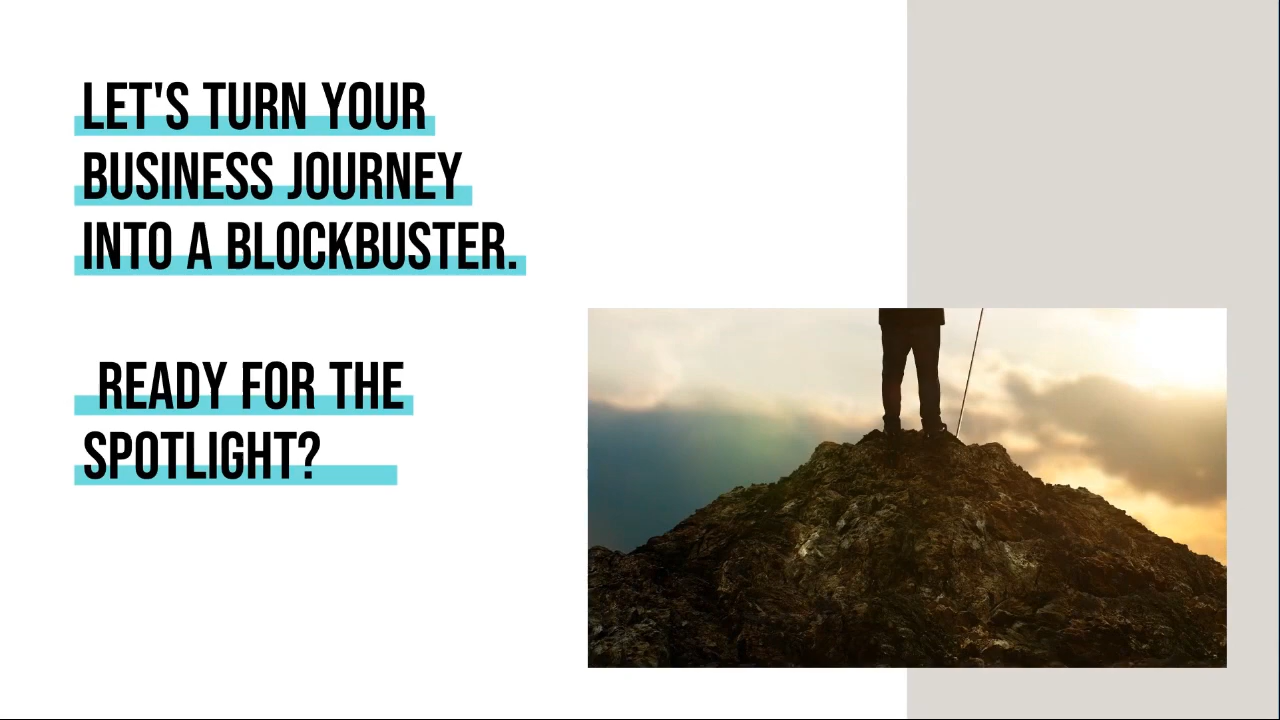 LET'S TURN YOUR
BUSINESS JOURNEY
INTO A BLOCKBUSTER.
READY FOR THE
SPOTLIGHT?